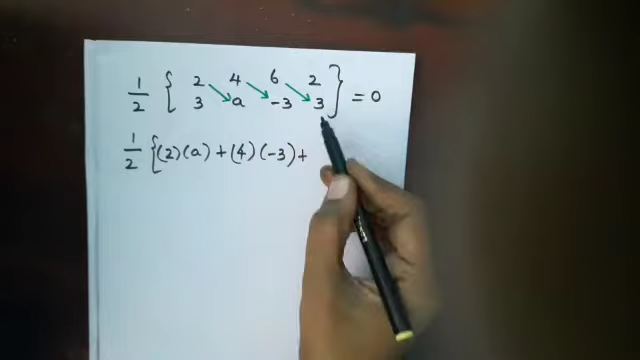 1/2 { 2 4 6 2
3 a -3 3 } = 0
1/2 {(2)(a) + (4)(-3) +